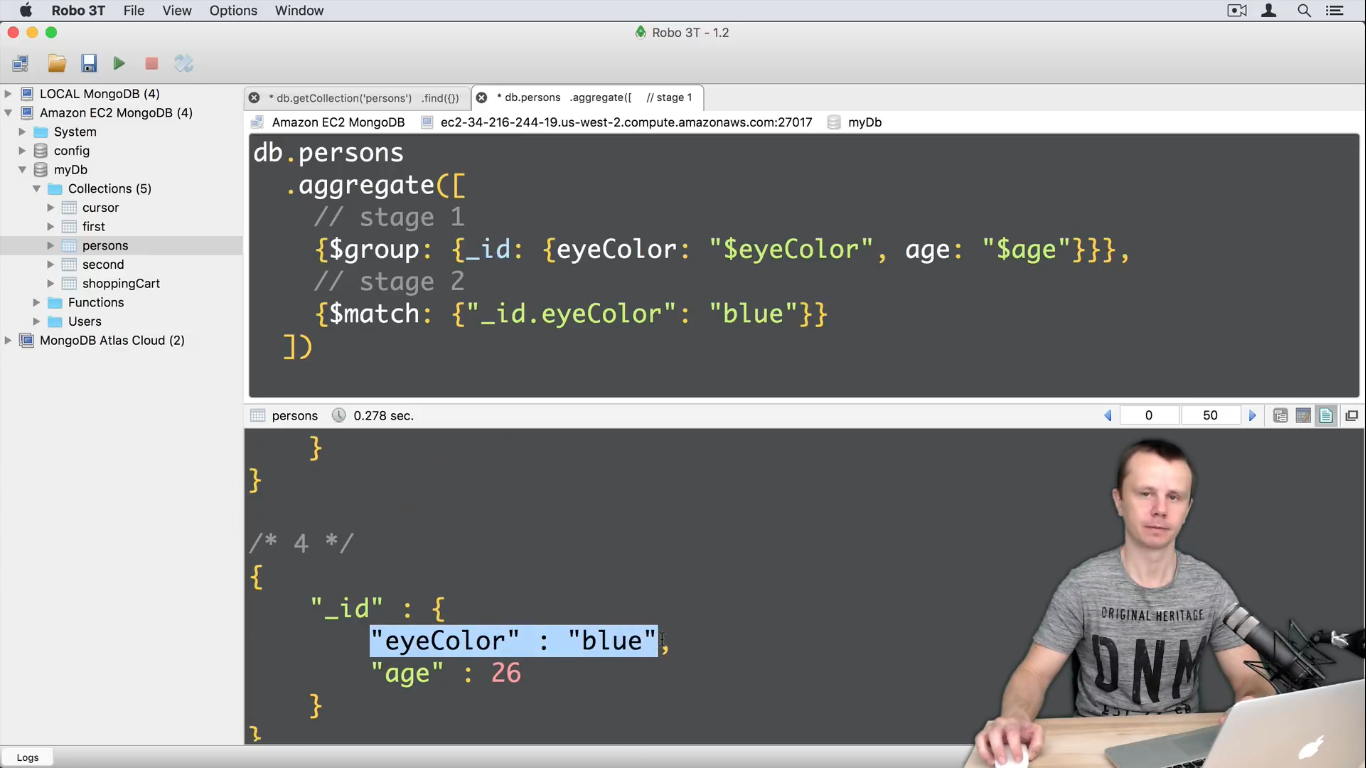 Robo 3T File View Options Window
Robo 3T - 1.2
LOCAL MongoDB (4)
Amazon EC2 MongoDB (4)
System
config
myDb
Collections (5)
cursor
first
persons
second
shoppingCart
Functions
Users
MongoDB Atlas Cloud (2)
* db.getCollection('persons') .find({})
* db.persons .aggregate([ // stage 1
Amazon EC2 MongoDB ec2-34-216-244-19.us-west-2.compute.amazonaws.com:27017 myDb
db.persons
.aggregate([
// stage 1
{$group: {_id: {eyeColor: "$eyeColor", age: "$age"}}},
// stage 2
{$match: {"_id.eyeColor": "blue"}}
])
persons 0.278 sec. 0 50
}
}
/* 4 */
{
"_id" : {
"eyeColor" : "blue",
"age" : 26
}
}
ORIGINAL HERITAGE
DNM
Logs